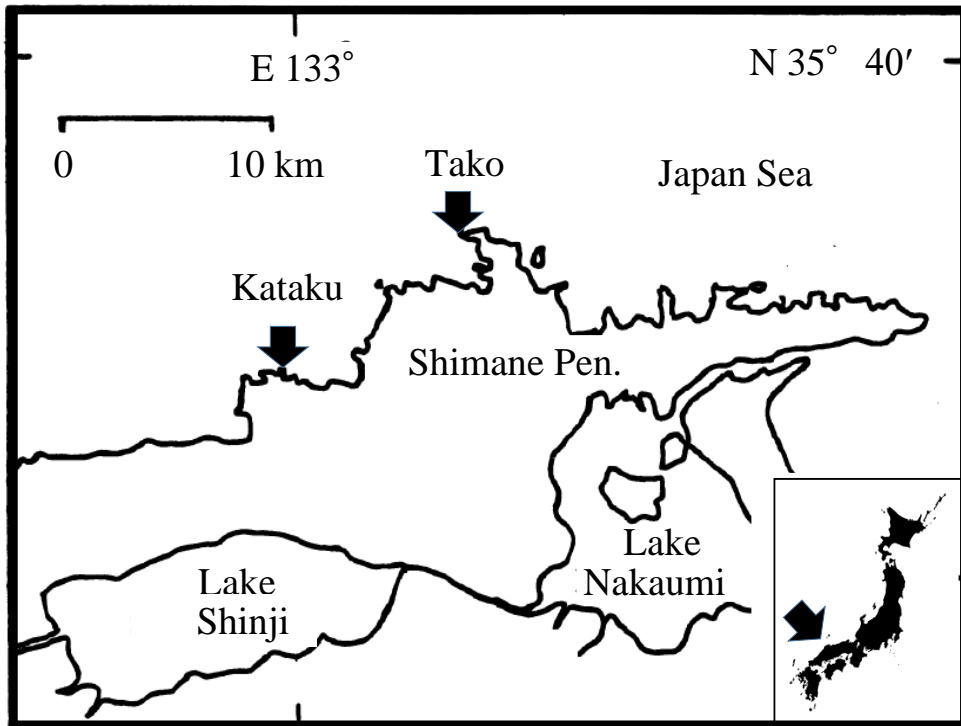 E 133°
N 35° 40′
0 10 km
Tako
Japan Sea
Kataku
Shimane Pen.
Lake
Nakaumi
Lake
Shinji